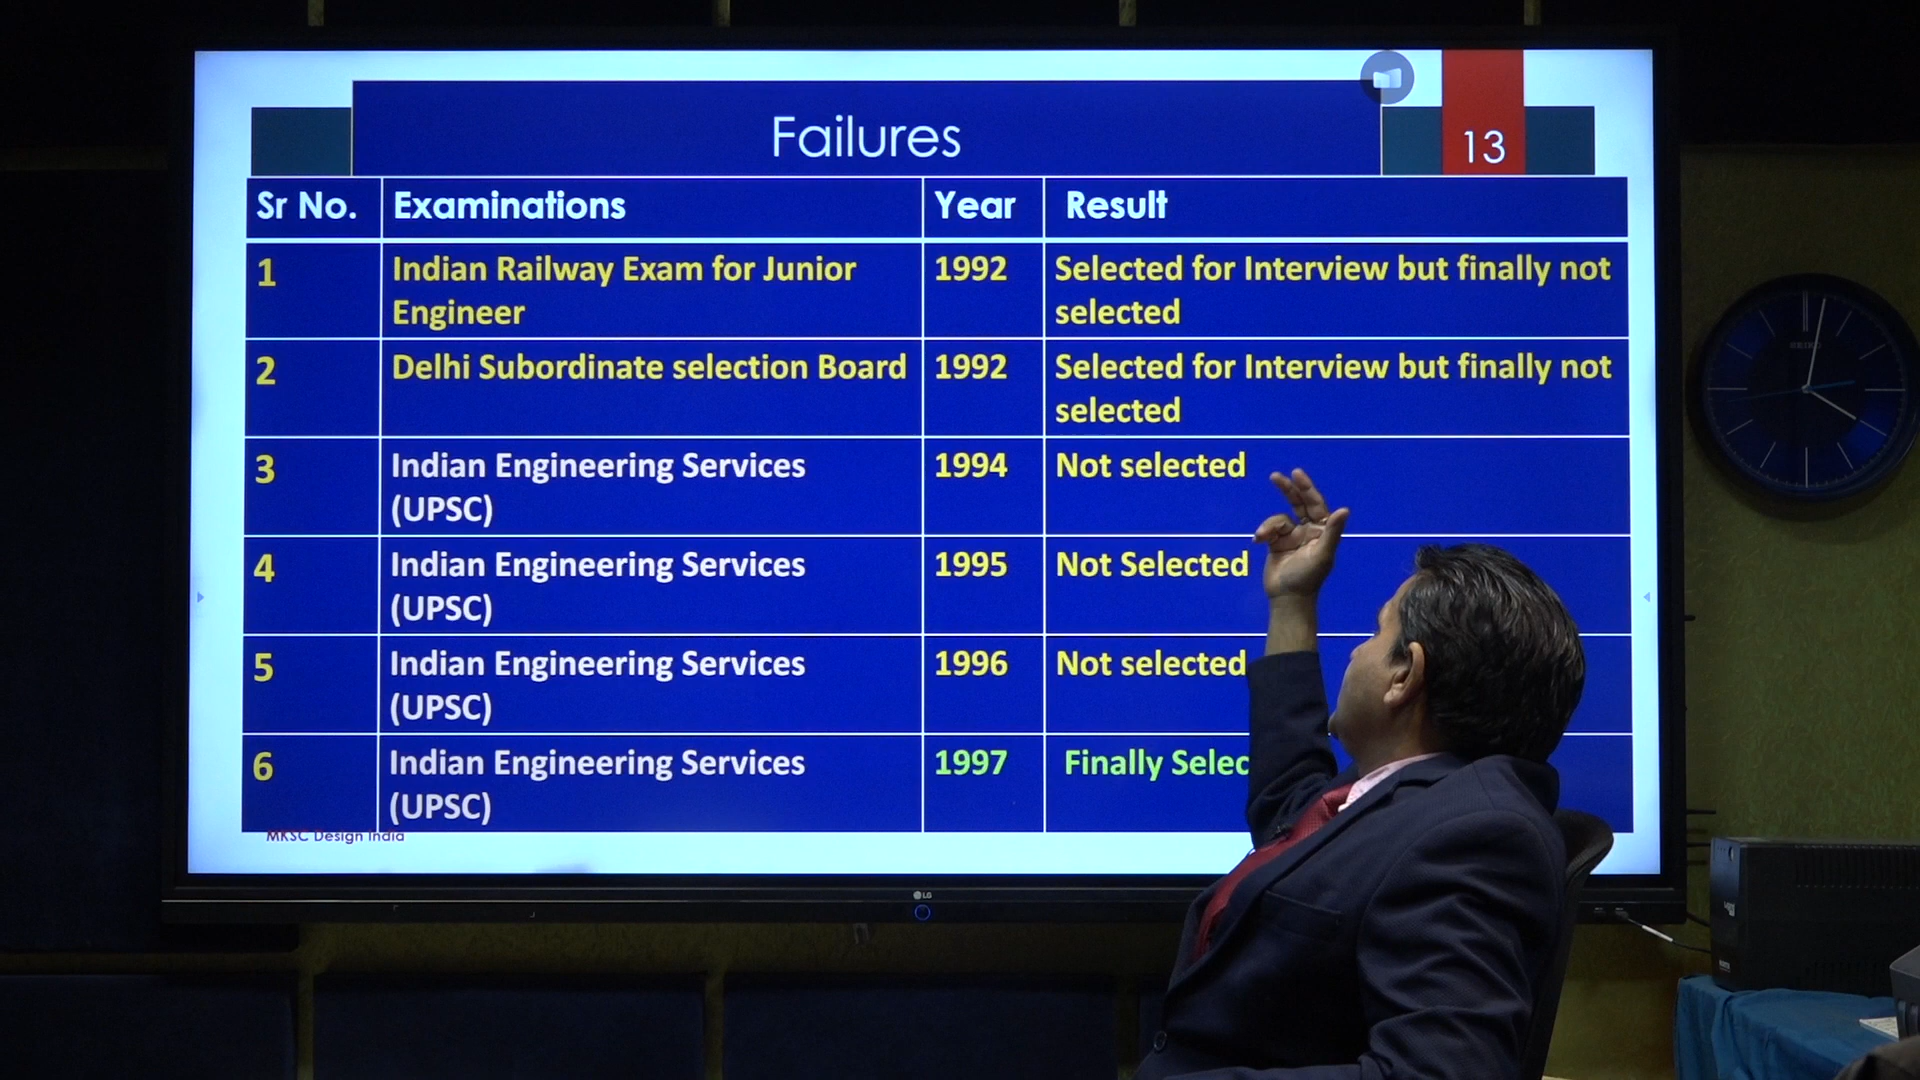 Failures
13
Sr No. Examinations Year Result
1 Indian Railway Exam for Junior 1992 Selected for Interview but finally not
Engineer selected
2 Delhi Subordinate selection Board 1992 Selected for Interview but finally not
selected
3 Indian Engineering Services 1994 Not selected
(UPSC)
4 Indian Engineering Services 1995 Not Selected
(UPSC)
5 Indian Engineering Services 1996 Not selected
(UPSC)
6 Indian Engineering Services 1997 Finally Selec
(UPSC)
MKSC Design India
LG
SEIKO